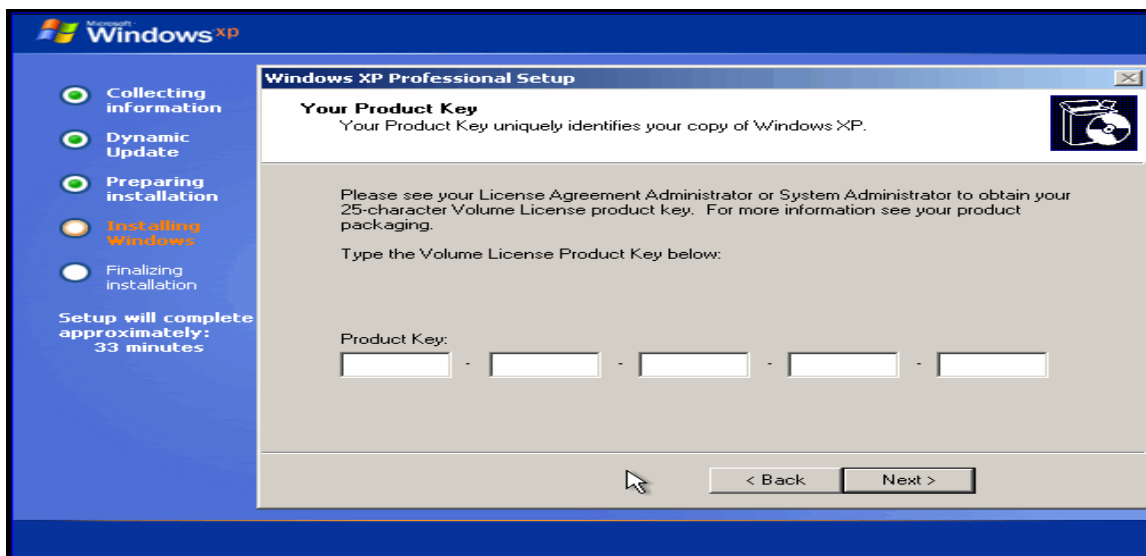 Microsoft
Windows xp
Collecting
information
Dynamic
Update
Preparing
installation
Installing
Windows
Finalizing
installation
Setup will complete
approximately:
33 minutes
Windows XP Professional Setup
Your Product Key
Your Product Key uniquely identifies your copy of Windows XP.
Please see your License Agreement Administrator or System Administrator to obtain your
25-character Volume License product key. For more information see your product
packaging.
Type the Volume License Product Key below:
Product Key:
- - - -
< Back Next >